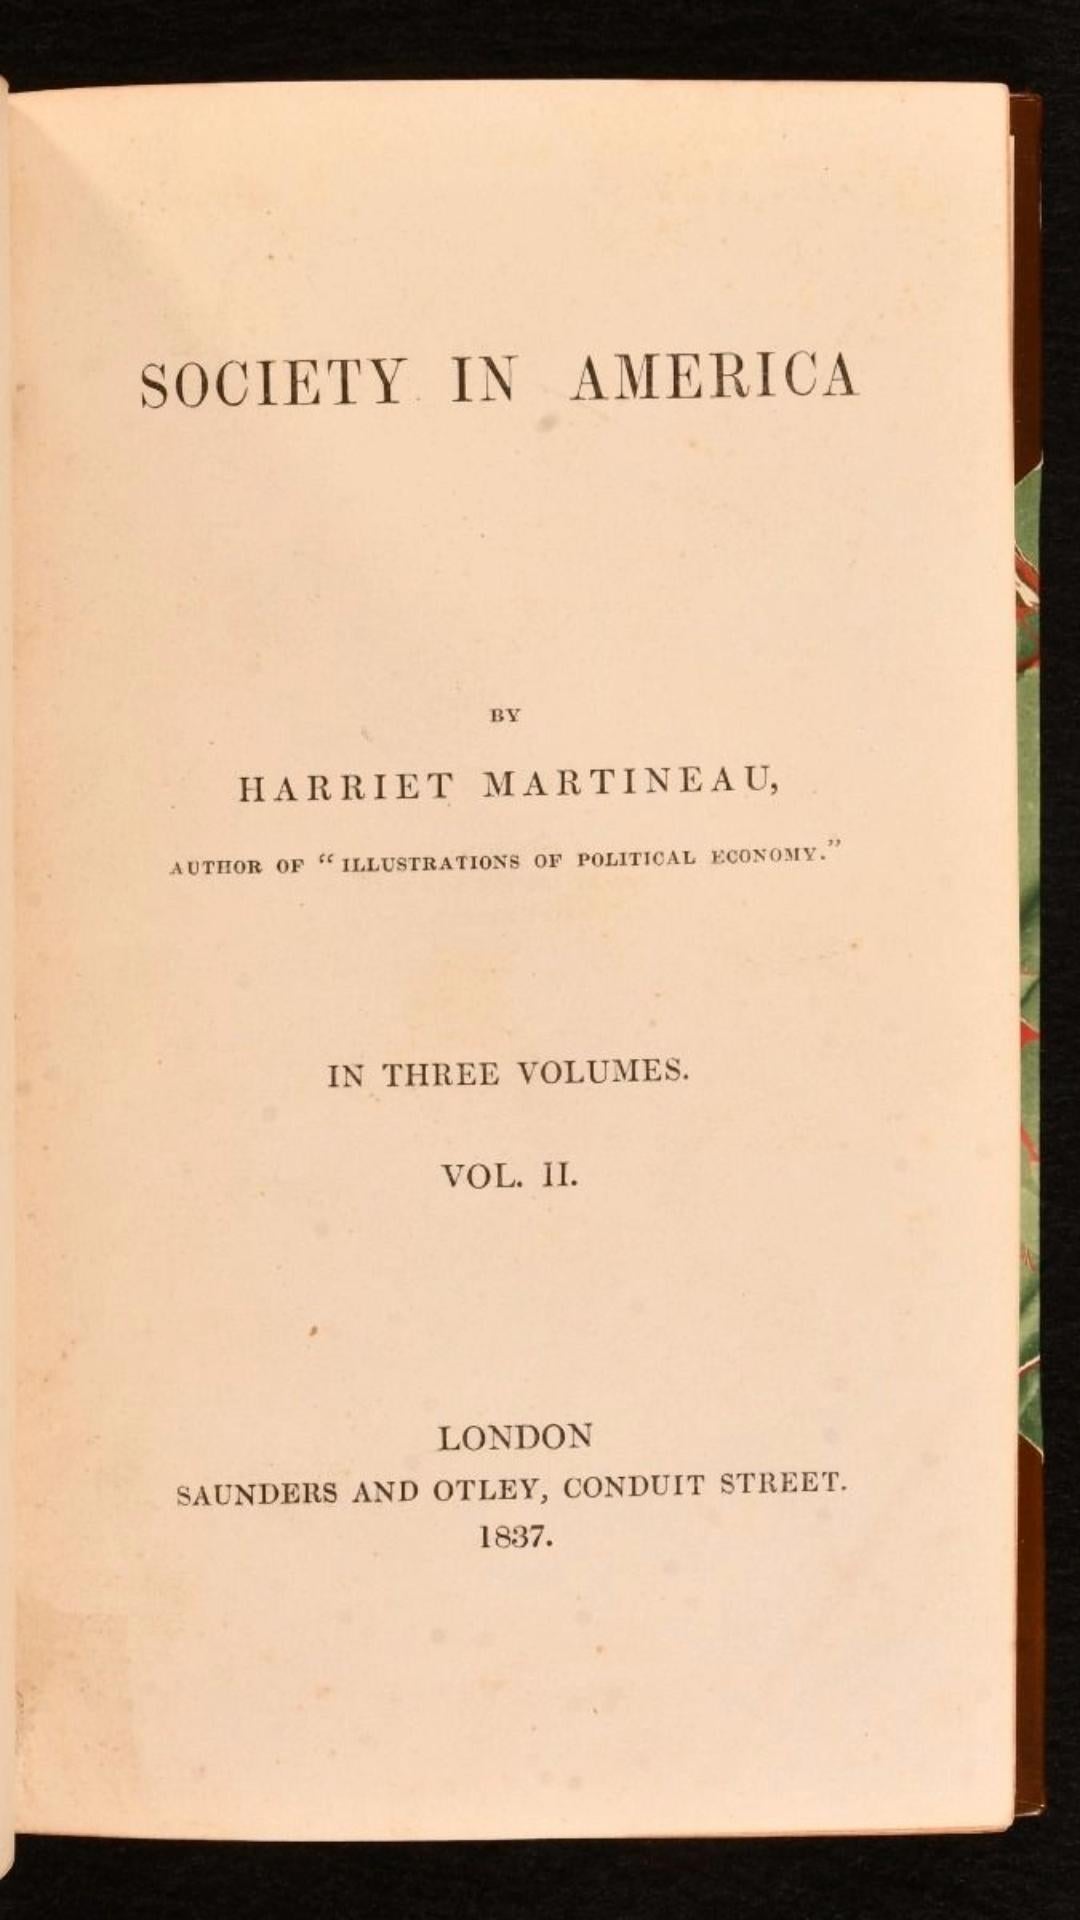 SOCIETY IN AMERICA
BY
HARRIET MARTINEAU,
AUTHOR OF “ILLUSTRATIONS OF POLITICAL ECONOMY.”
IN THREE VOLUMES.
VOL. II.
LONDON
SAUNDERS AND OTLEY, CONDUIT STREET.
1837.